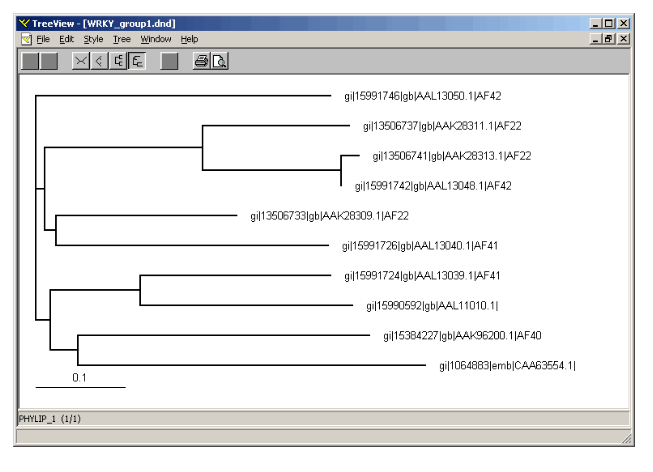 TreeView - [WRKY_group1.dnd]
File Edit Style Tree Window Help
gi|15991746|gb|AAL13050.1|AF42
gi|13506737|gb|AAK28311.1|AF22
gi|13506741|gb|AAK28313.1|AF22
gi|15991742|gb|AAL13048.1|AF42
gi|13506733|gb|AAK28309.1|AF22
gi|15991726|gb|AAL13040.1|AF41
gi|15991724|gb|AAL13039.1|AF41
gi|15990592|gb|AAL11010.1|
gi|15384227|gb|AAK96200.1|AF40
gi|1064883|emb|CAA63554.1|
0.1
PHYLIP_1 (1/1)